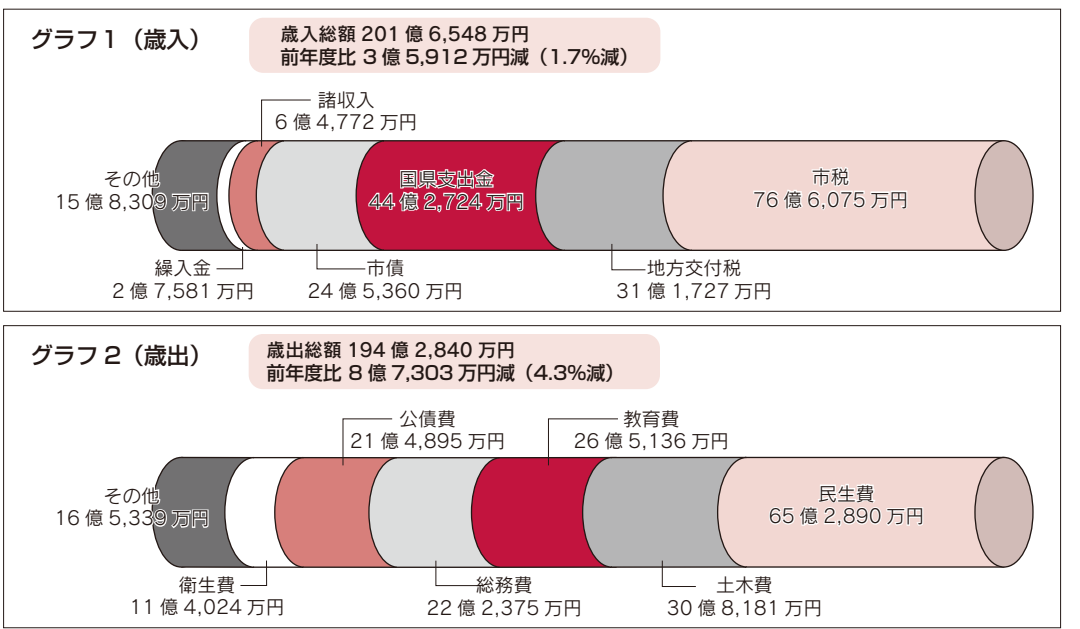 グラフ1（歳入）
歳入総額 201 億 6,548 万円
前年度比 3 億 5,912 万円減（1.7%減）
諸収入
6 億 4,772 万円
その他
15 億 8,309 万円
国県支出金
44 億 2,724 万円
市税
76 億 6,075 万円
繰入金
2 億 7,581 万円
市債
24 億 5,360 万円
地方交付税
31 億 1,727 万円
グラフ2（歳出）
歳出総額 194 億 2,840 万円
前年度比 8 億 7,303 万円減（4.3%減）
公債費
21 億 4,895 万円
教育費
26 億 5,136 万円
その他
16 億 5,339 万円
民生費
65 億 2,890 万円
衛生費
11 億 4,024 万円
総務費
22 億 2,375 万円
土木費
30 億 8,181 万円